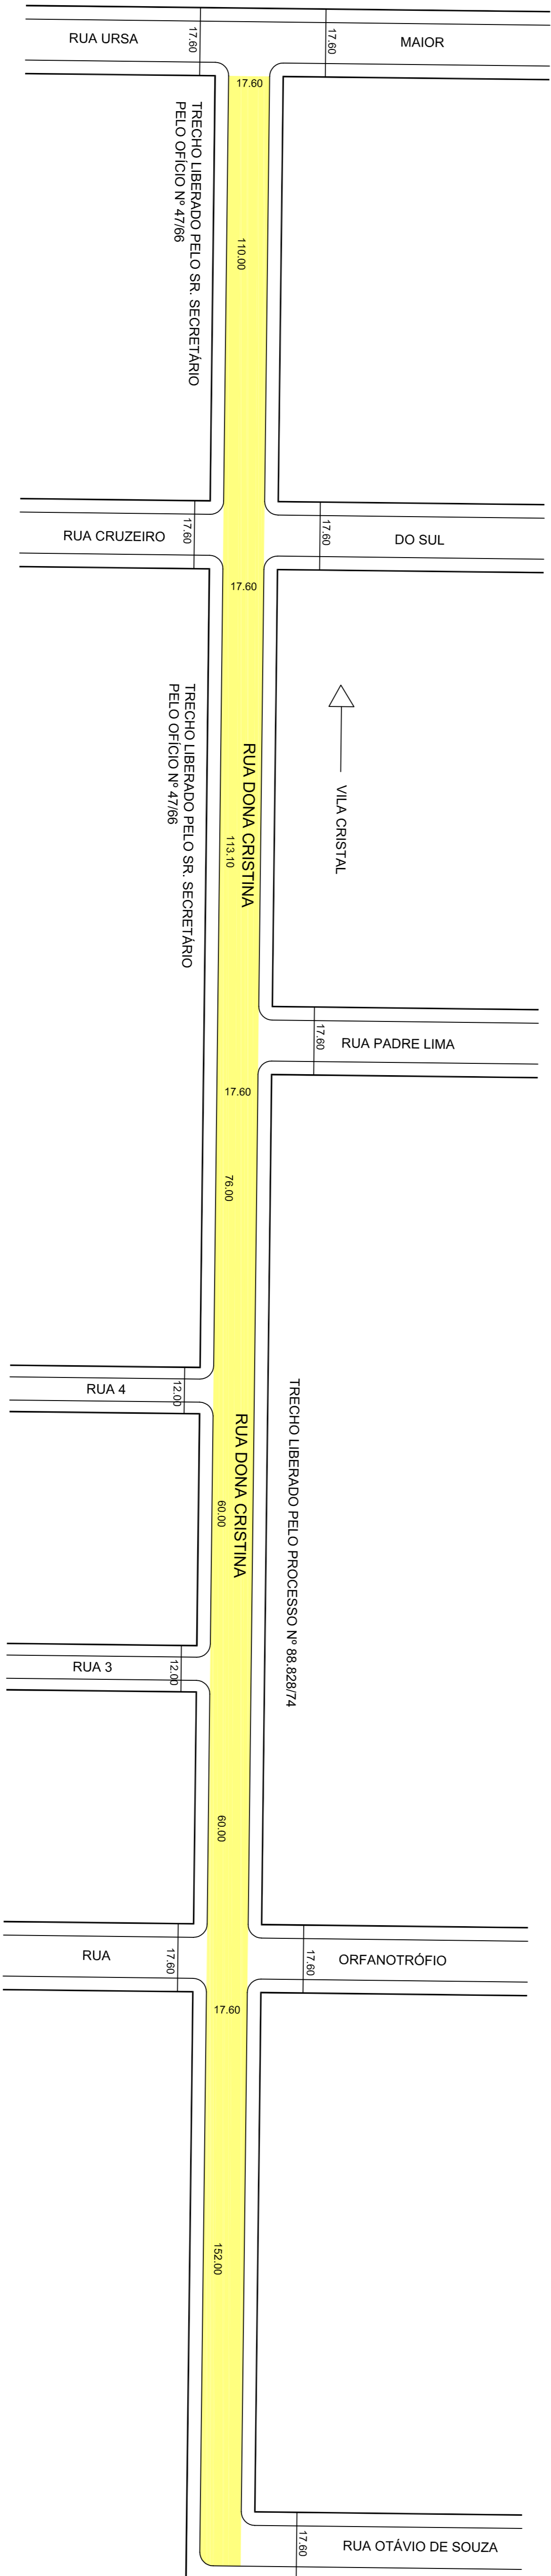 RUA URSA
17.60
17.60
MAIOR
17.60
TRECHO LIBERADO PELO SR. SECRETÁRIO
PELO OFÍCIO Nº 47/66
110.00
RUA CRUZEIRO
17.60
17.60
DO SUL
17.60
TRECHO LIBERADO PELO SR. SECRETÁRIO
PELO OFÍCIO Nº 47/66
RUA DONA CRISTINA
113.10
VILA CRISTAL
17.60
RUA PADRE LIMA
17.60
76.00
RUA 4
12.00
RUA DONA CRISTINA
60.00
TRECHO LIBERADO PELO PROCESSO Nº 88.828/74
RUA 3
12.00
60.00
RUA
17.60
17.60
ORFANOTRÓFIO
17.60
152.00
17.60
RUA OTÁVIO DE SOUZA